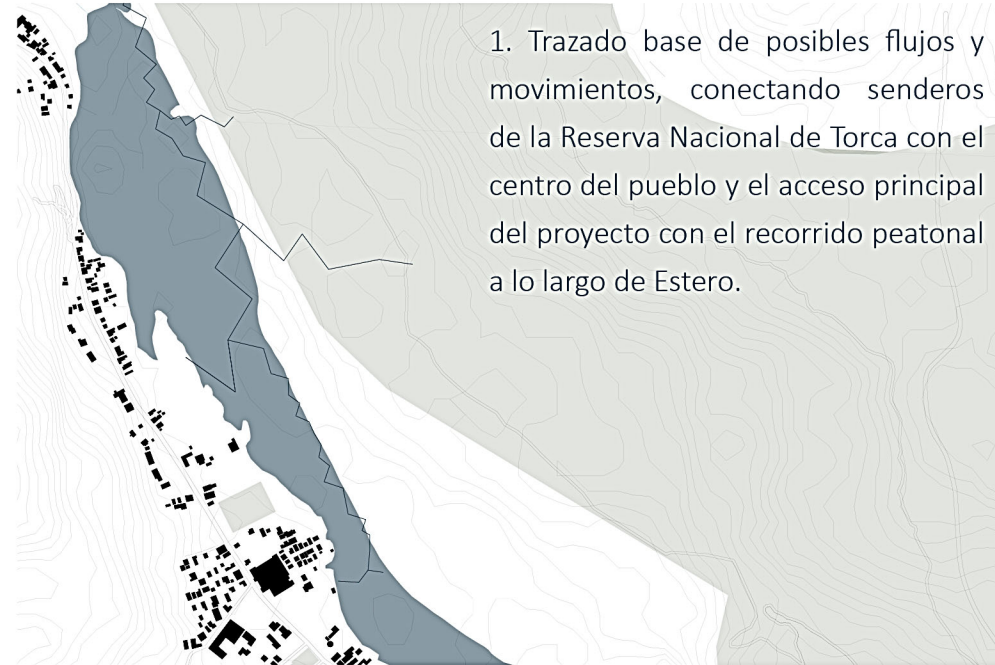 1. Trazado base de posibles flujos y
movimientos, conectando senderos
de la Reserva Nacional de Torca con el
centro del pueblo y el acceso principal
del proyecto con el recorrido peatonal
a lo largo de Estero.